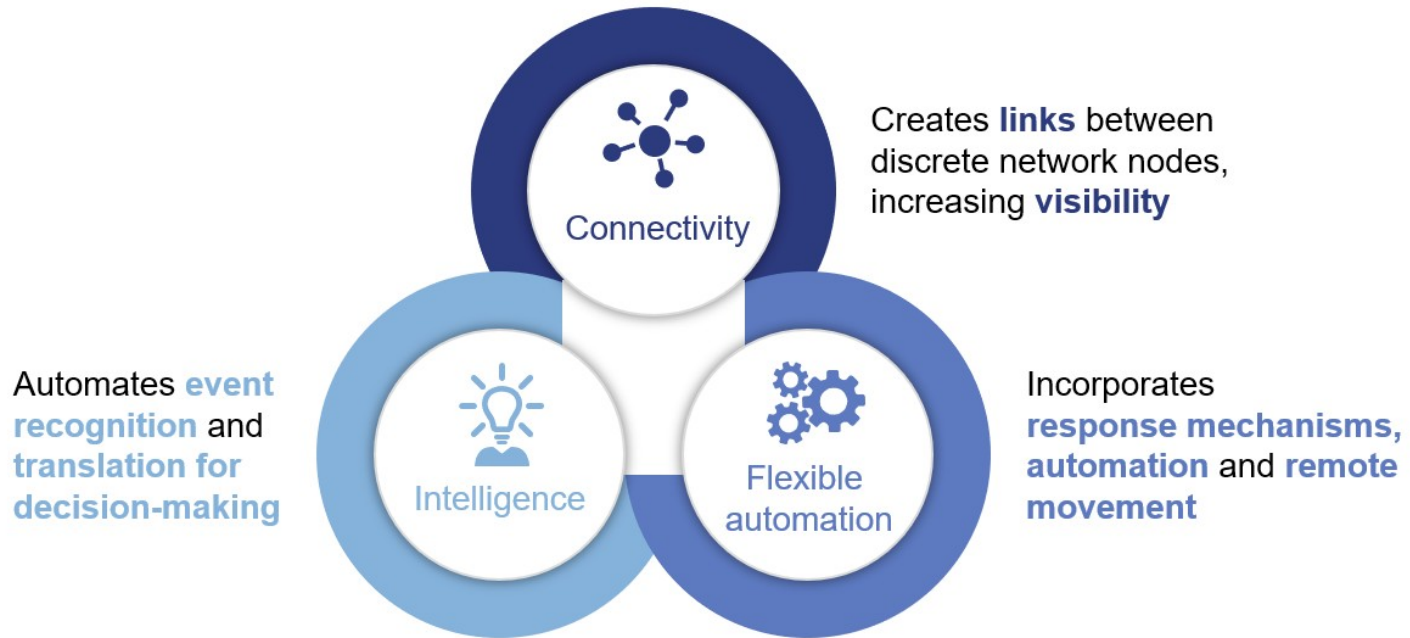 Connectivity
Creates links between
discrete network nodes,
increasing visibility
Automates event
recognition and
translation for
decision-making
Intelligence
Flexible
automation
Incorporates
response mechanisms,
automation and remote
movement